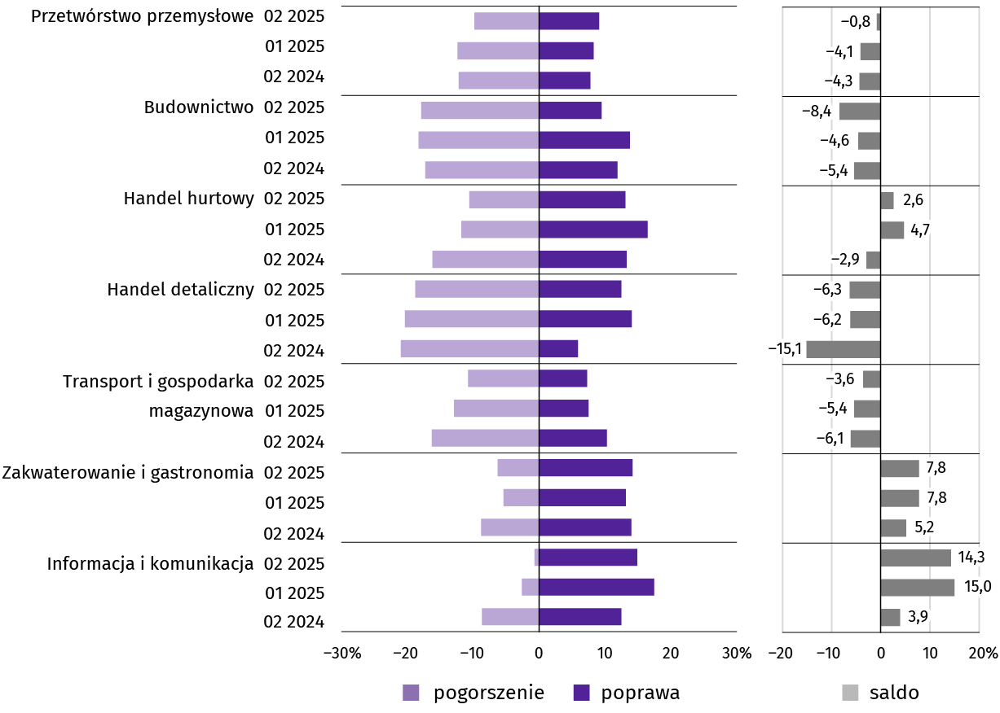 Przetwórstwo przemysłowe 02 2025 −0,8
01 2025 −4,1
02 2024 −4,3
Budownictwo 02 2025 −8,4
01 2025 −4,6
02 2024 −5,4
Handel hurtowy 02 2025 2,6
01 2025 4,7
02 2024 −2,9
Handel detaliczny 02 2025 −6,3
01 2025 −6,2
02 2024 −15,1
Transport i gospodarka 02 2025 −3,6
magazynowa 01 2025 −5,4
02 2024 −6,1
Zakwaterowanie i gastronomia 02 2025 7,8
01 2025 7,8
02 2024 5,2
Informacja i komunikacja 02 2025 14,3
01 2025 15,0
02 2024 3,9
−30% −20 −10 0 10 20 30% −20 −10 0 10 20%
pogorszenie poprawa saldo